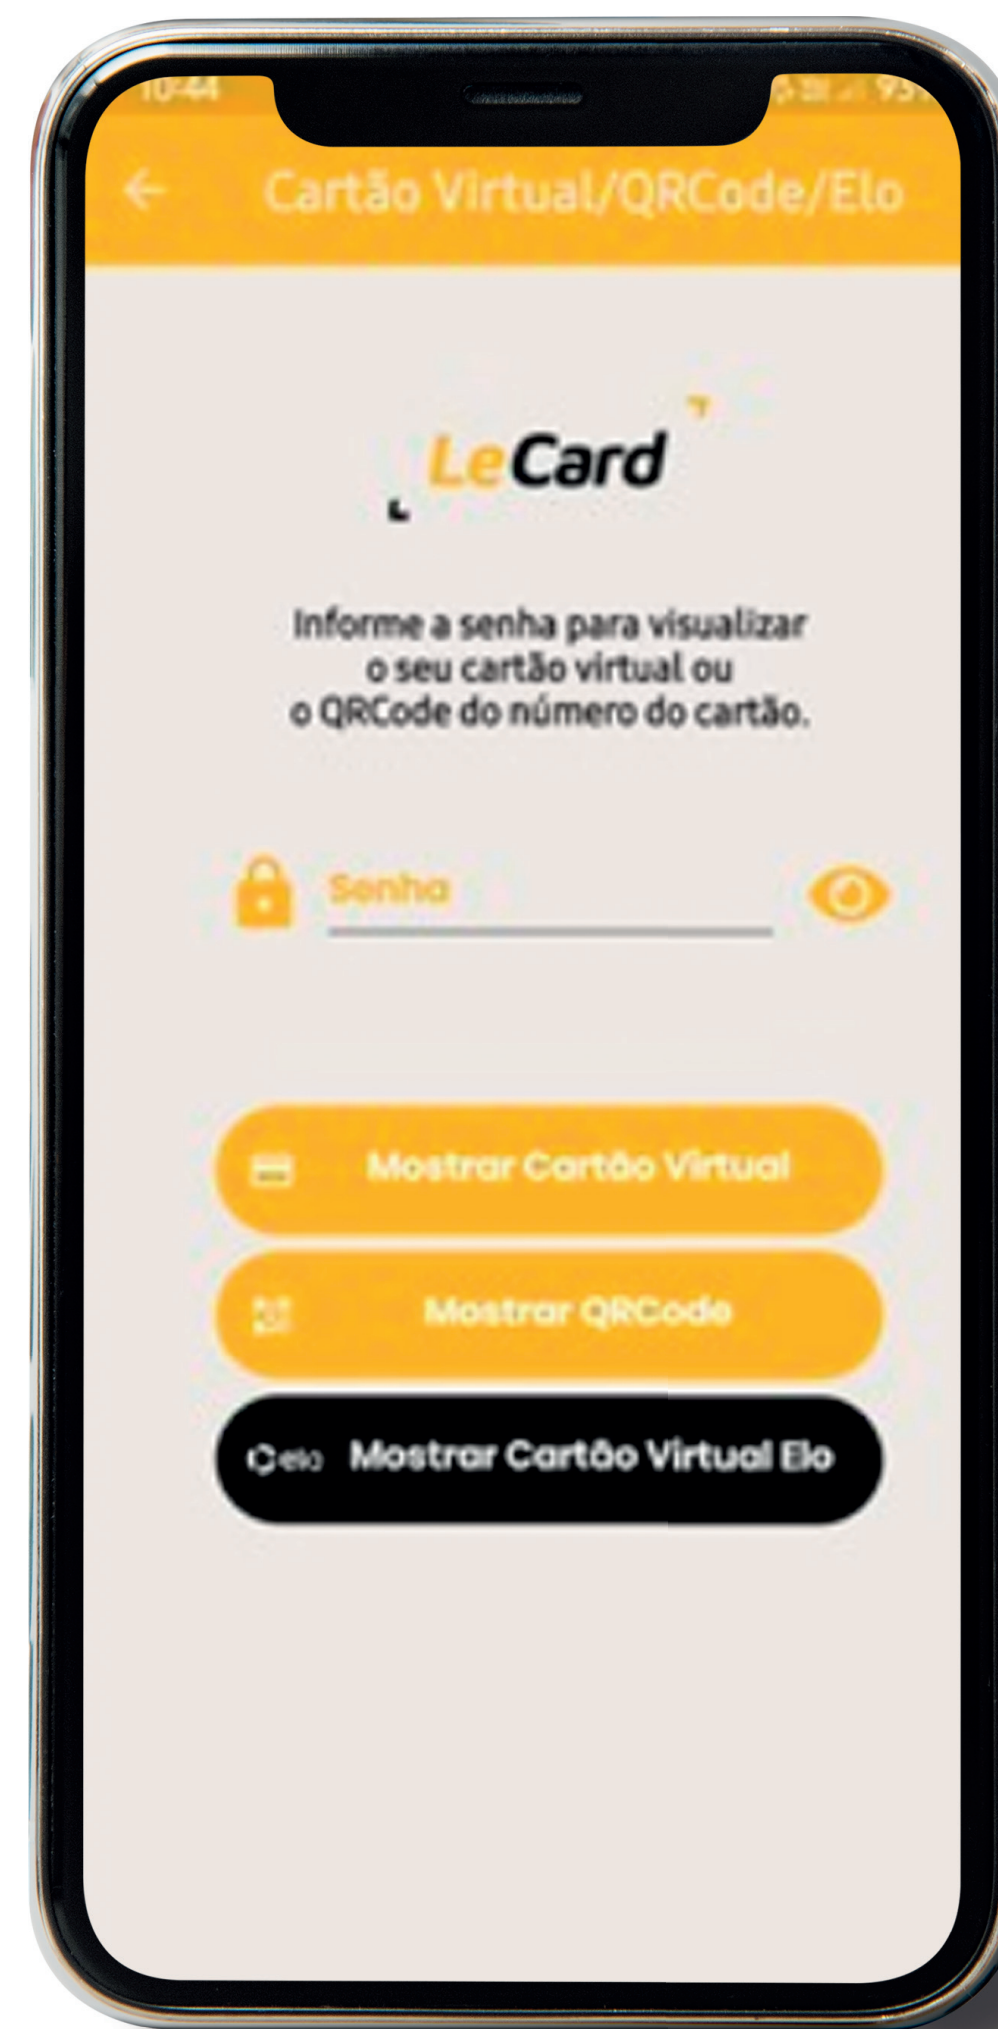 10:44
Cartão Virtual/QRCode/Elo
LeCard
Informe a senha para visualizar
o seu cartão virtual ou
o QRCode do número do cartão.
Senha
Mostrar Cartão Virtual
Mostrar QRCode
elo Mostrar Cartão Virtual Elo